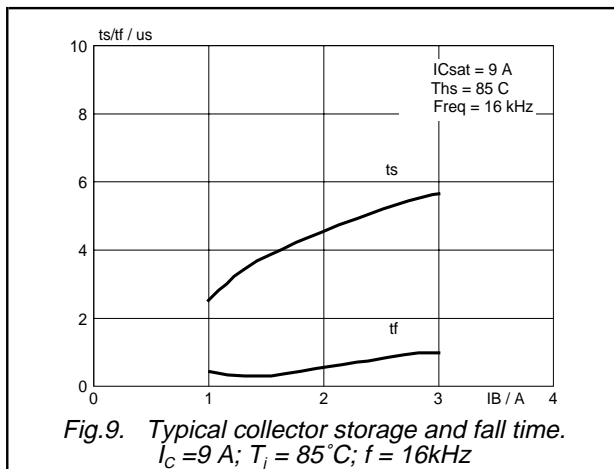 ts/tf / us
10
8
6
4
2
0
ICsat = 9 A
Ths = 85 C
Freq = 16 kHz
ts
tf
0 1 2 3 IB / A 4
Fig.9. Typical collector storage and fall time.
IC =9 A; Tj = 85˚C; f = 16kHz